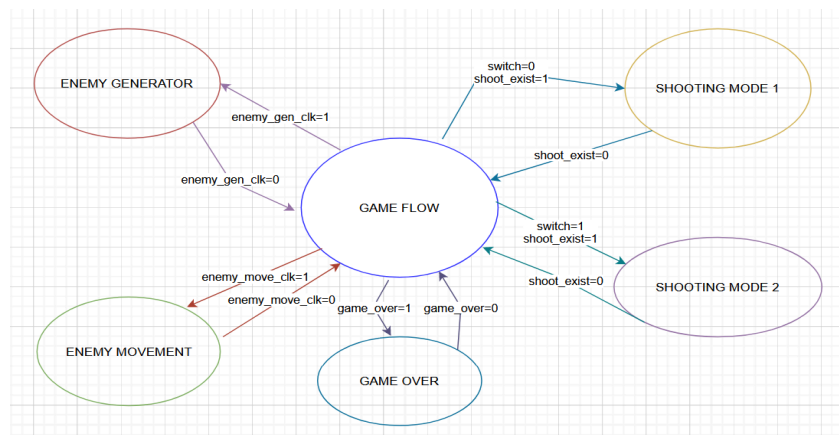 switch=0
shoot_exist=1
ENEMY GENERATOR
SHOOTING MODE 1
enemy_gen_clk=1
shoot_exist=0
enemy_gen_clk=0
GAME FLOW
switch=1
shoot_exist=1
enemy_move_clk=1
shoot_exist=0
SHOOTING MODE 2
enemy_move_clk=0
game_over=1
game_over=0
ENEMY MOVEMENT
GAME OVER